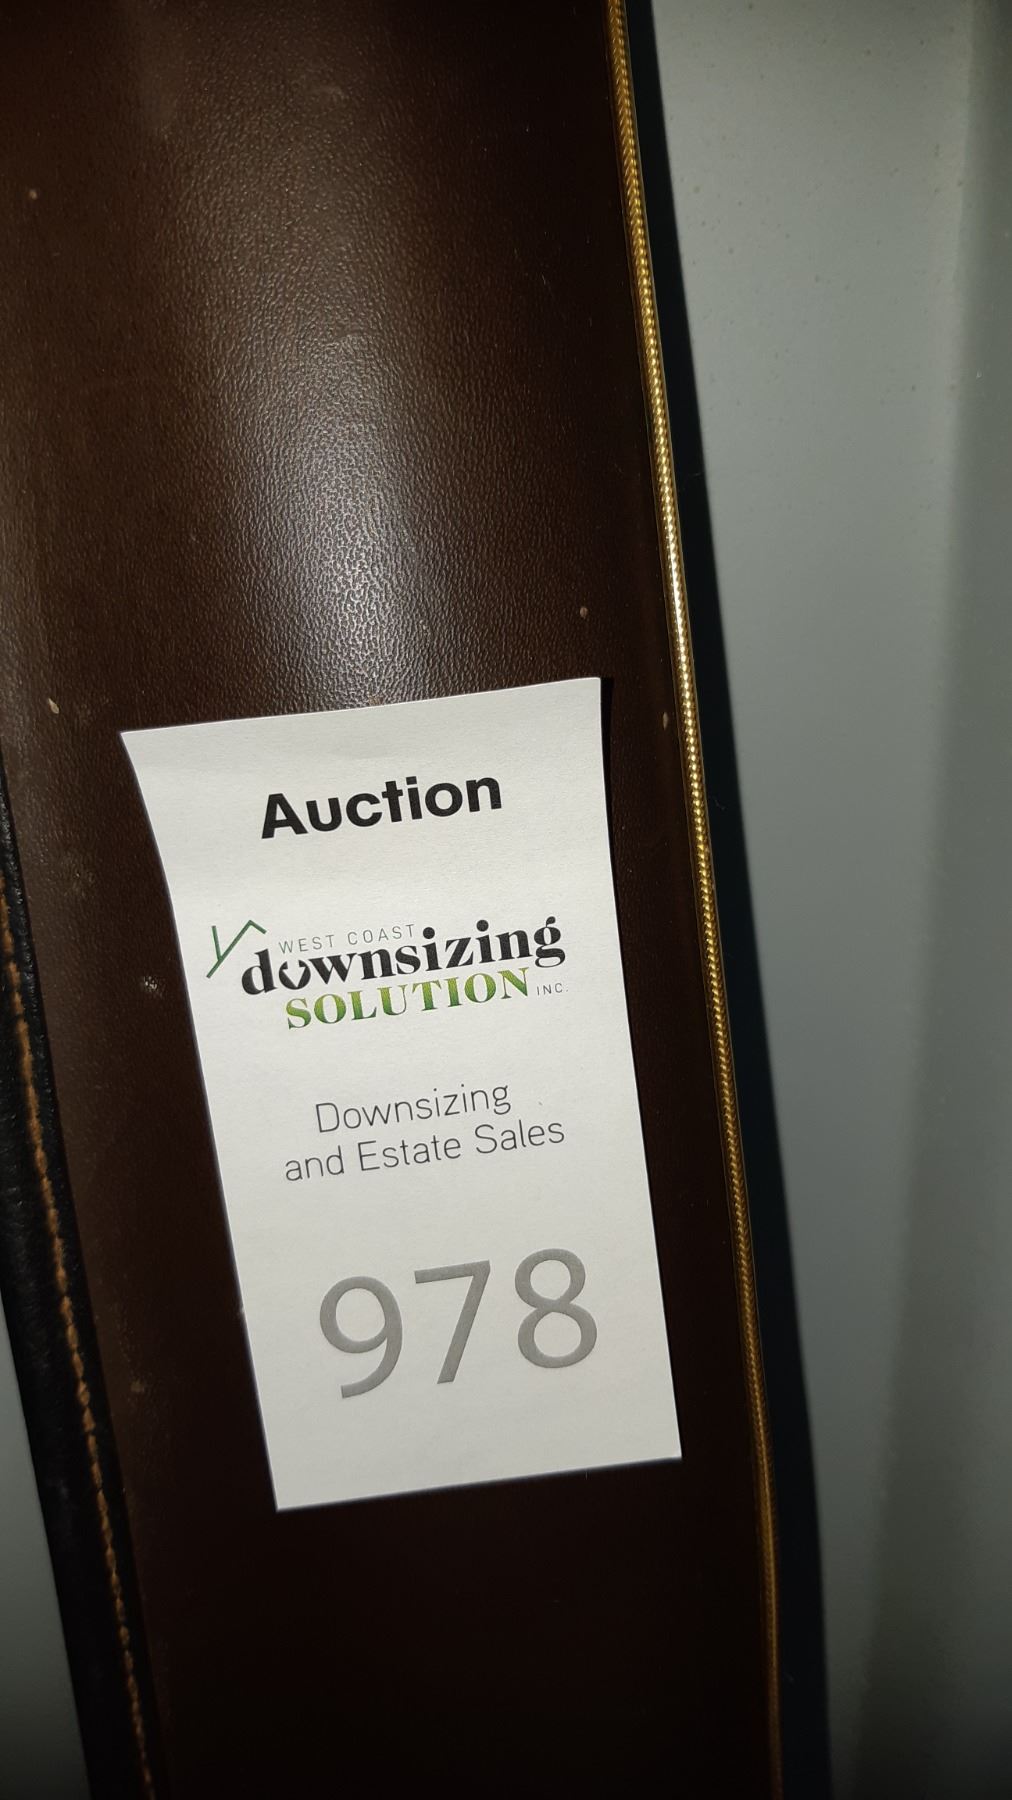 Auction
WEST COAST
downsizing
SOLUTION INC.
Downsizing
and Estate Sales
978